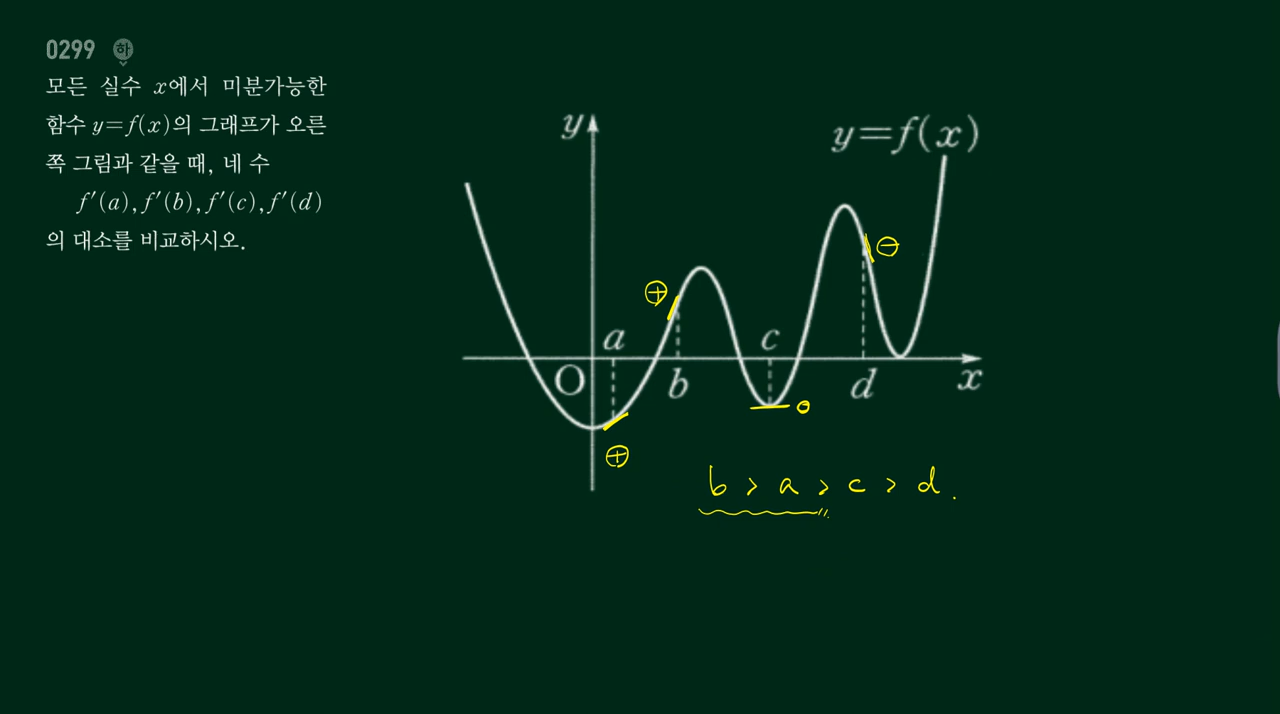 0299 하
모든 실수 x에서 미분가능한
함수 y=f(x)의 그래프가 오른
쪽 그림과 같을 때, 네 수
f′(a), f′(b), f′(c), f′(d)
의 대소를 비교하시오.
y
y=f(x)
⊖
⊕
a
c
O
b
d
x
0
⊕
b > a > c > d.